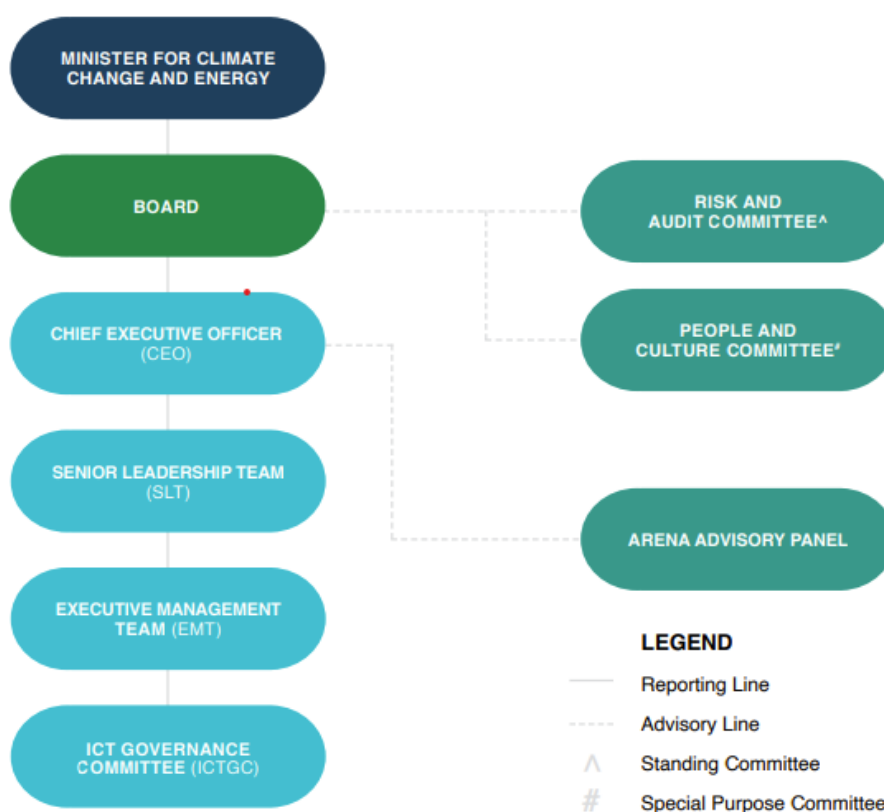 MINISTER FOR CLIMATE
CHANGE AND ENERGY
BOARD
RISK AND
AUDIT COMMITTEE^
CHIEF EXECUTIVE OFFICER
(CEO)
PEOPLE AND
CULTURE COMMITTEE#
SENIOR LEADERSHIP TEAM
(SLT)
ARENA ADVISORY PANEL
EXECUTIVE MANAGEMENT
TEAM (EMT)
ICT GOVERNANCE
COMMITTEE (ICTGC)
LEGEND
Reporting Line
Advisory Line
^ Standing Committee
# Special Purpose Committee